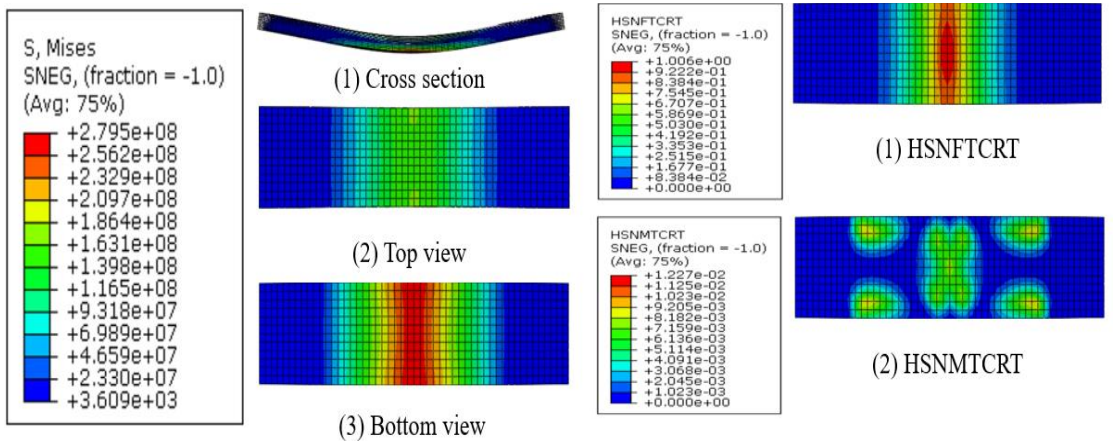 S, Mises
SNEG, (fraction = -1.0)
(Avg: 75%)
+2.795e+08
+2.562e+08
+2.329e+08
+2.097e+08
+1.864e+08
+1.631e+08
+1.398e+08
+1.165e+08
+9.318e+07
+6.989e+07
+4.659e+07
+2.330e+07
+3.609e+03
(1) Cross section
(2) Top view
(3) Bottom view
HSNFTCRT
SNEG, (fraction = -1.0)
(Avg: 75%)
+1.006e+00
+9.222e-01
+8.384e-01
+7.545e-01
+6.707e-01
+5.869e-01
+5.030e-01
+4.192e-01
+3.353e-01
+2.515e-01
+1.677e-01
+8.384e-02
+0.000e+00
(1) HSNFTCRT
HSNMTCRT
SNEG, (fraction = -1.0)
(Avg: 75%)
+1.227e-02
+1.125e-02
+1.023e-02
+9.205e-03
+8.182e-03
+7.159e-03
+6.136e-03
+5.114e-03
+4.091e-03
+3.068e-03
+2.045e-03
+1.023e-03
+0.000e+00
(2) HSNMTCRT